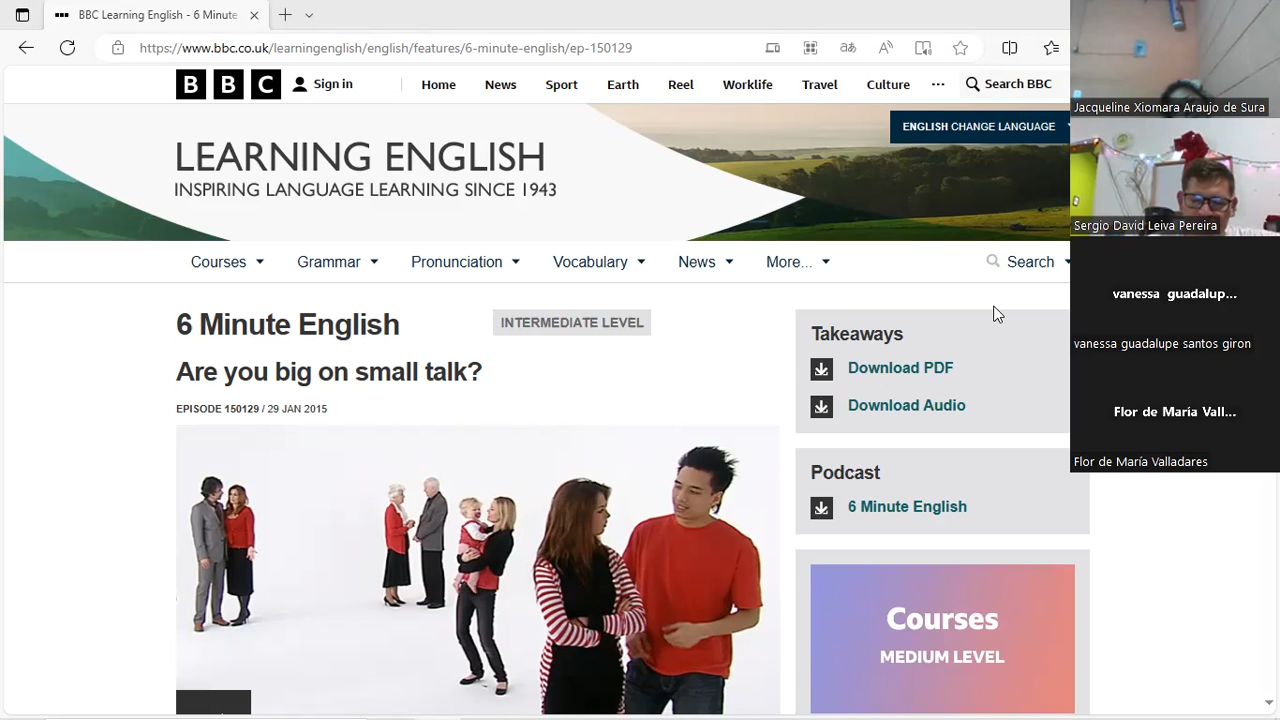 BBC Learning English - 6 Minute
https://www.bbc.co.uk/learningenglish/english/features/6-minute-english/ep-150129
BBC
Sign in
Home
News
Sport
Earth
Reel
Worklife
Travel
Culture
Search BBC
ENGLISH CHANGE LANGUAGE
LEARNING ENGLISH
INSPIRING LANGUAGE LEARNING SINCE 1943
Courses
Grammar
Pronunciation
Vocabulary
News
More...
Search
6 Minute English
INTERMEDIATE LEVEL
Are you big on small talk?
EPISODE 150129 / 29 JAN 2015
Takeaways
Download PDF
Download Audio
Podcast
6 Minute English
Courses
MEDIUM LEVEL
Jacqueline Xiomara Araujo de Sura
Sergio David Leiva Pereira
vanessa guadalup...
vanessa guadalupe santos giron
Flor de María Vall...
Flor de María Valladares